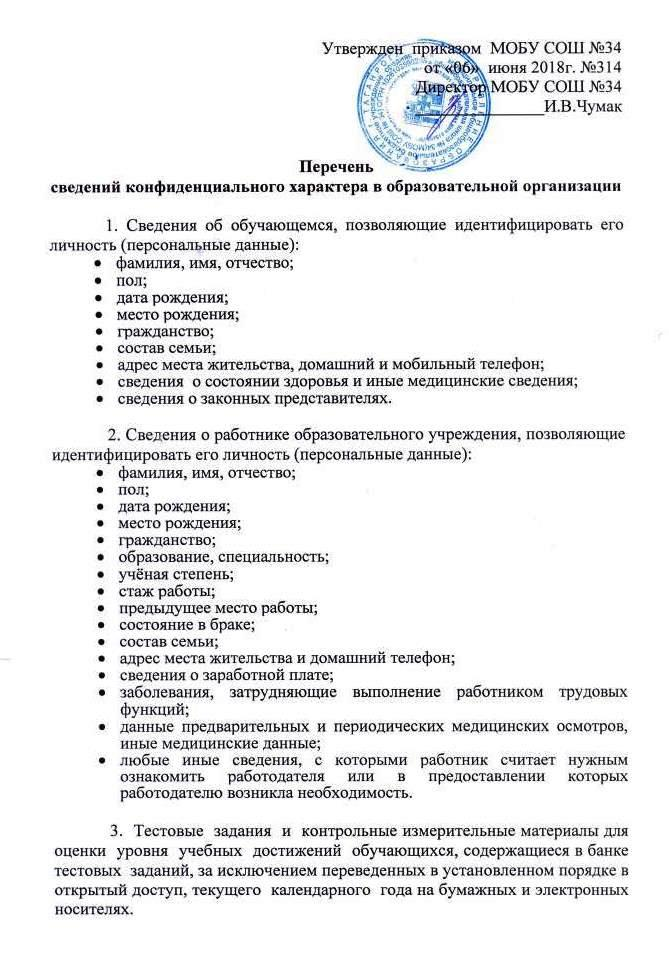 Утвержден приказом МОБУ СОШ №34
от «06» июня 2018г. №314
Директор МОБУ СОШ №34
И.В.Чумак
Перечень
сведений конфиденциального характера в образовательной организации
1. Сведения об обучающемся, позволяющие идентифицировать его
личность (персональные данные):
• фамилия, имя, отчество;
• пол;
• дата рождения;
• место рождения;
• гражданство;
• состав семьи;
• адрес места жительства, домашний и мобильный телефон;
• сведения о состоянии здоровья и иные медицинские сведения;
• сведения о законных представителях.
2. Сведения о работнике образовательного учреждения, позволяющие
идентифицировать его личность (персональные данные):
• фамилия, имя, отчество;
• пол;
• дата рождения;
• место рождения;
• гражданство;
• образование, специальность;
• учёная степень;
• стаж работы;
• предыдущее место работы;
• состояние в браке;
• состав семьи;
• адрес места жительства и домашний телефон;
• сведения о заработной плате;
• заболевания, затрудняющие выполнение работником трудовых
функций;
• данные предварительных и периодических медицинских осмотров,
иные медицинские данные;
• любые иные сведения, с которыми работник считает нужным
ознакомить работодателя или в предоставлении которых
работодателю возникла необходимость.
3. Тестовые задания и контрольные измерительные материалы для
оценки уровня учебных достижений обучающихся, содержащиеся в банке
тестовых заданий, за исключением переведенных в установленном порядке в
открытый доступ, текущего календарного года на бумажных и электронных
носителях.